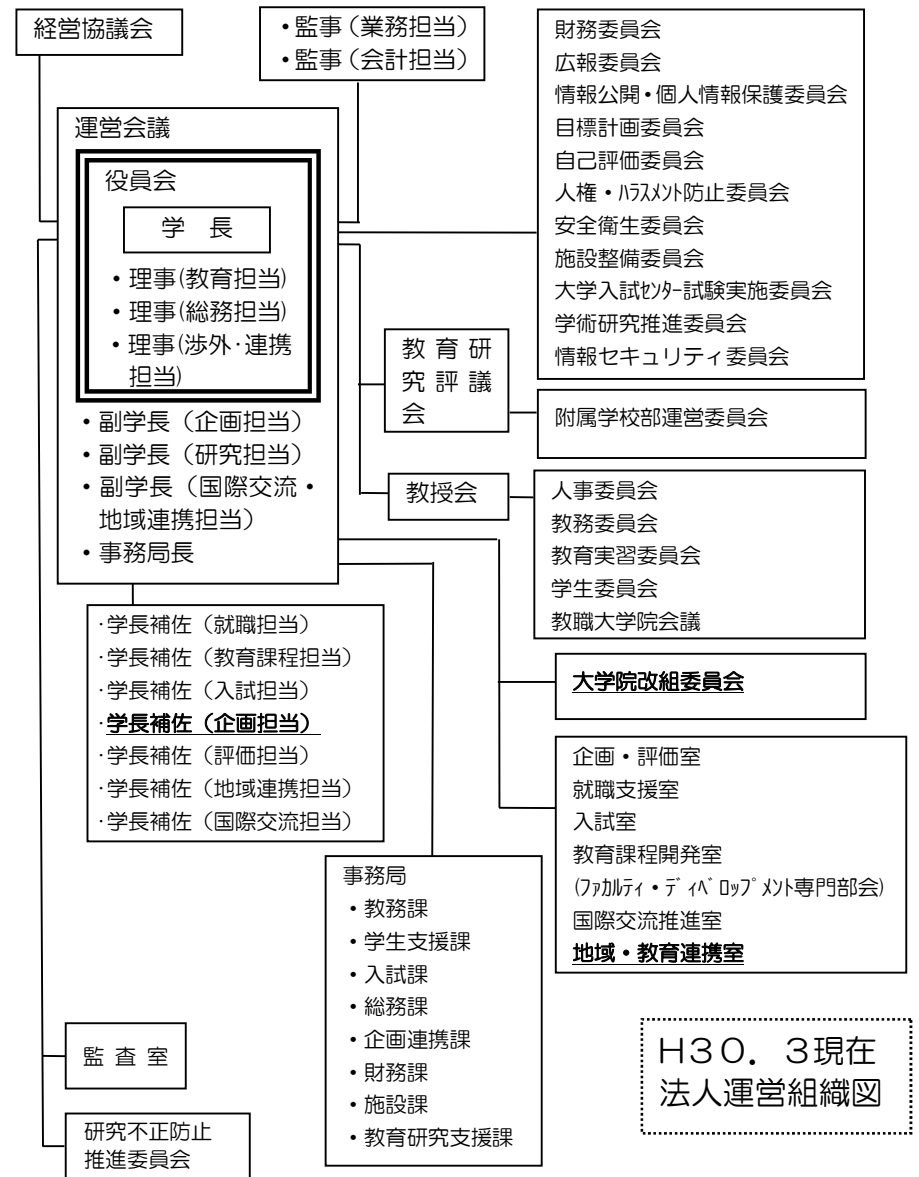 経営協議会
・監事（業務担当）
・監事（会計担当）
財務委員会
広報委員会
情報公開・個人情報保護委員会
目標計画委員会
自己評価委員会
人権・ﾊﾗｽﾒﾝﾄ防止委員会
安全衛生委員会
施設整備委員会
大学入試ｾﾝﾀｰ試験実施委員会
学術研究推進委員会
情報セキュリティ委員会
運営会議
役員会
学　長
・理事(教育担当)
・理事(総務担当)
・理事(渉外･連携
担当)
・副学長（企画担当）
・副学長（研究担当）
・副学長（国際交流・
地域連携担当）
・事務局長
教 育 研
究 評 議
会
附属学校部運営委員会
教授会
人事委員会
教務委員会
教育実習委員会
学生委員会
教職大学院会議
･学長補佐（就職担当）
･学長補佐（教育課程担当）
･学長補佐（入試担当）
･学長補佐（企画担当）
･学長補佐（評価担当）
･学長補佐（地域連携担当）
･学長補佐（国際交流担当）
大学院改組委員会
企画・評価室
就職支援室
入試室
教育課程開発室
(ﾌｧｶﾙﾃｨ・ﾃﾞｨﾍﾞﾛｯﾌﾟﾒﾝﾄ専門部会)
国際交流推進室
地域・教育連携室
事務局
・教務課
・学生支援課
・入試課
・総務課
・企画連携課
・財務課
・施設課
・教育研究支援課
監 査 室
研究不正防止
推進委員会
Ｈ３０．３現在
法人運営組織図